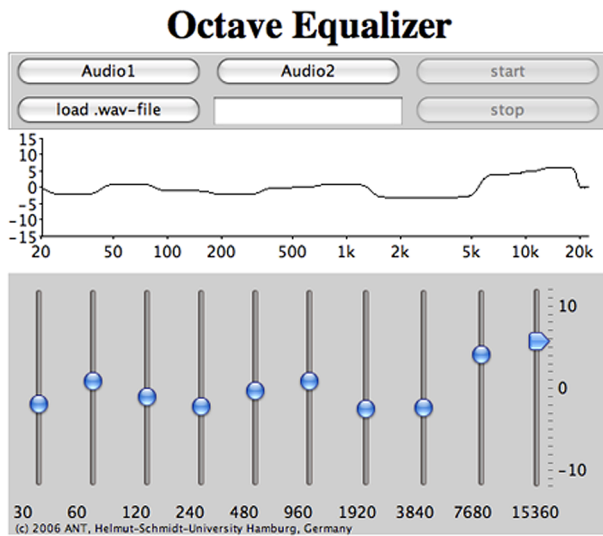 Octave Equalizer
Audio1 Audio2 start
load .wav-file stop
15
10
5
0
−5
−10
−15
20 50 100 200 500 1k 2k 5k 10k 20k
10
0
−10
30 60 120 240 480 960 1920 3840 7680 15360
(c) 2006 ANT, Helmut-Schmidt-University Hamburg, Germany